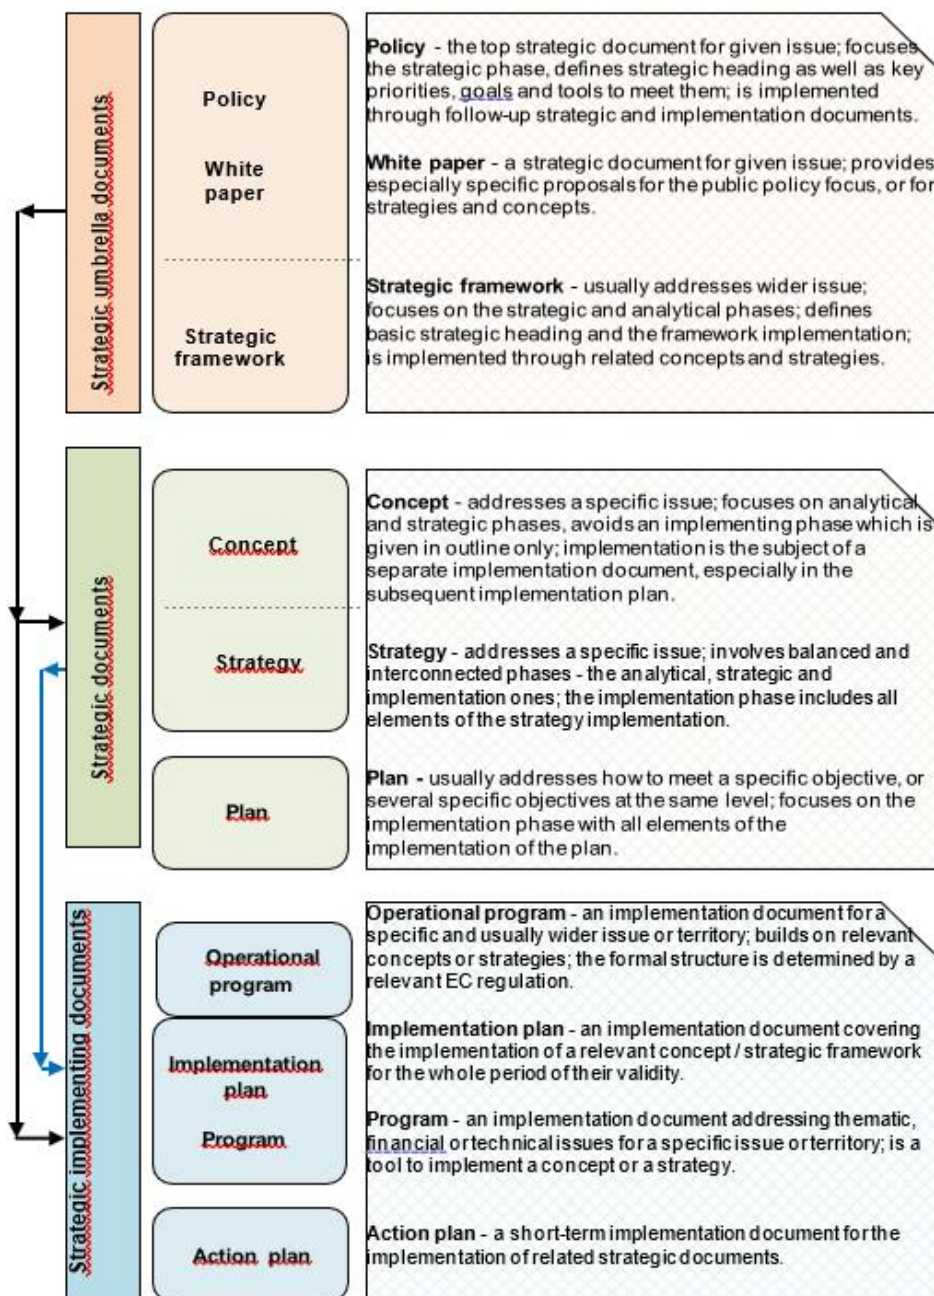 Strategic umbrella documents
Policy
White
paper
Strategic
framework
Policy - the top strategic document for given issue; focuses
the strategic phase, defines strategic heading as well as key
priorities, goals and tools to meet them; is implemented
through follow-up strategic and implementation documents.
White paper - a strategic document for given issue; provides
especially specific proposals for the public policy focus, or for
strategies and concepts.
Strategic framework - usually addresses wider issue;
focuses on the strategic and analytical phases; defines
basic strategic heading and the framework implementation;
is implemented through related concepts and strategies.
Strategic documents
Concept
Strategy
Plan
Concept - addresses a specific issue; focuses on analytical
and strategic phases, avoids an implementing phase which is
given in outline only; implementation is the subject of a
separate implementation document, especially in the
subsequent implementation plan.
Strategy - addresses a specific issue; involves balanced and
interconnected phases - the analytical, strategic and
implementation ones; the implementation phase includes all
elements of the strategy implementation.
Plan - usually addresses how to meet a specific objective, or
several specific objectives at the same level; focuses on the
implementation phase with all elements of the
implementation of the plan.
Strategic implementing documents
Operational
program
Implementation
plan
Program
Action plan
Operational program - an implementation document for a
specific and usually wider issue or territory; builds on relevant
concepts or strategies; the formal structure is determined by a
relevant EC regulation.
Implementation plan - an implementation document covering
the implementation of a relevant concept / strategic framework
for the whole period of their validity.
Program - an implementation document addressing thematic,
financial or technical issues for a specific issue or territory; is a
tool to implement a concept or a strategy.
Action plan - a short-term implementation document for the
implementation of related strategic documents.